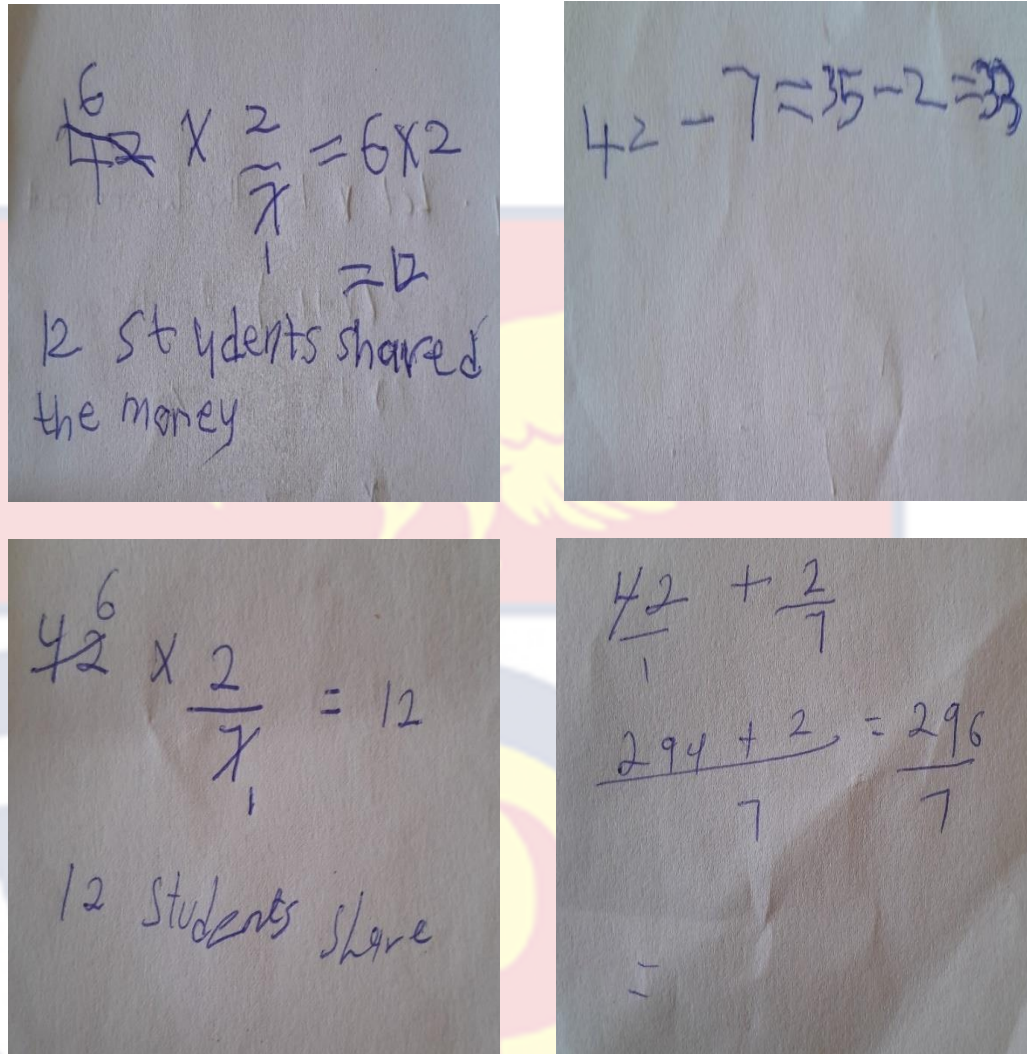 6
42 × 2/7 = 6×2
1
= 12
12 students shared
the money
42 - 7 = 35 - 2 = 33
6
42 × 2/7 = 12
1
12 students share
42/1 + 2/7
294 + 2/7 = 296/7
=